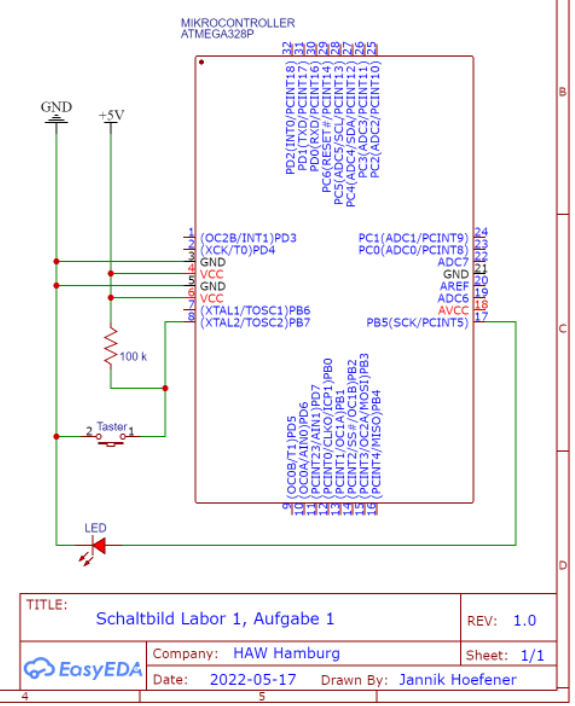 MIKROCONTROLLER
ATMEGA328P
32 31 30 29 28 27 26 25
PD2(INT0/PCINT18)
PD1(TXD/PCINT17)
PD0(RXD/PCINT16)
PC6(RESET#/PCINT14)
PC5(ADC5/SCL/PCINT13)
PC4(ADC4/SDA/PCINT12)
PC3(ADC3/PCINT11)
PC2(ADC2/PCINT10)
B
GND
+5V
1 (OC2B/INT1)PD3
2 (XCK/T0)PD4
3 GND
4 VCC
5 GND
6 VCC
7 (XTAL1/TOSC1)PB6
8 (XTAL2/TOSC2)PB7
PC1(ADC1/PCINT9) 24
PC0(ADC0/PCINT8) 23
ADC7 22
GND 21
AREF 20
ADC6 19
AVCC 18
PB5(SCK/PCINT5) 17
C
100 k
2 Taster 1
(OC0B/T1)PD5
(OC0A/AIN0)PD6
(PCINT23/AIN1)PD7
(PCINT0/CLKO/ICP1)PB0
(PCINT1/OC1A)PB1
(PCINT2/SS#/OC1B)PB2
(PCINT3/OC2A/MOSI)PB3
(PCINT4/MISO)PB4
9 10 11 12 13 14 15 16
LED
D
TITLE:
Schaltbild Labor 1, Aufgabe 1
REV: 1.0
EasyEDA
Company: HAW Hamburg
Sheet: 1/1
Date: 2022-05-17 Drawn By: Jannik Hoefener
4 5